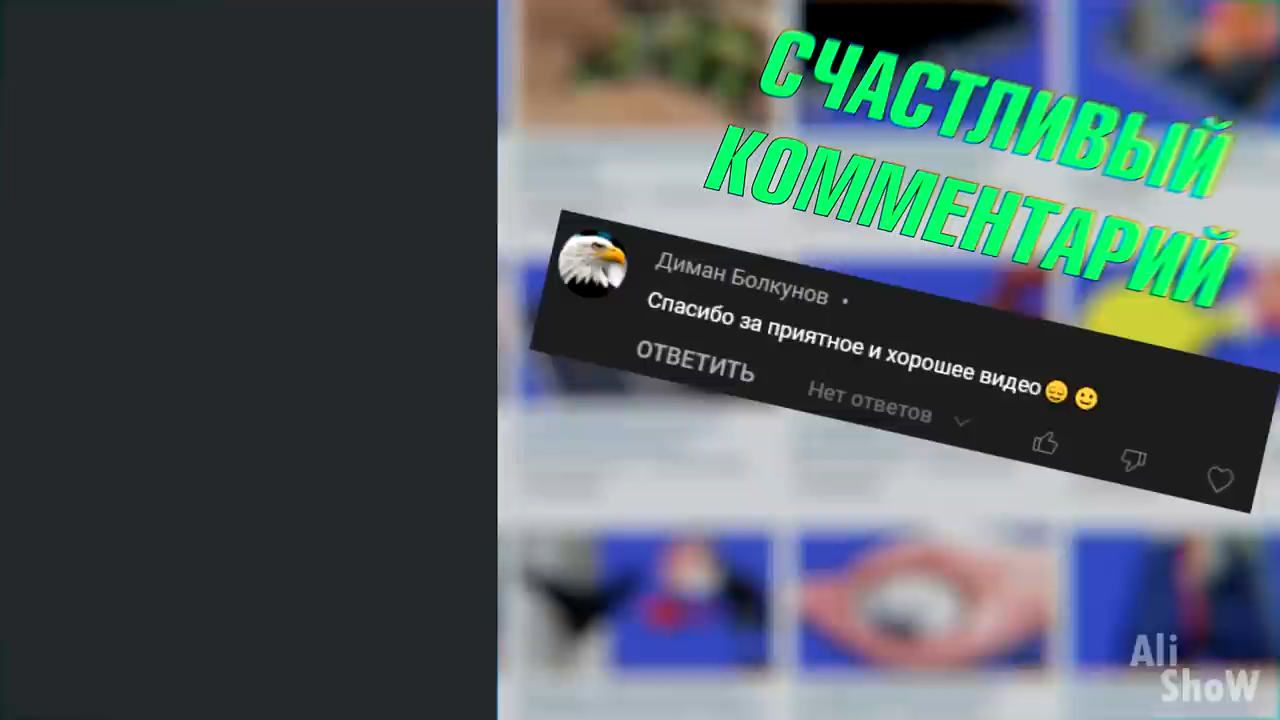 СЧАСТЛИВЫЙ
КОММЕНТАРИЙ
Диман Болкунов •
Спасибо за приятное и хорошее видео😔🙂
ОТВЕТИТЬ
Нет ответов
Ali
ShoW